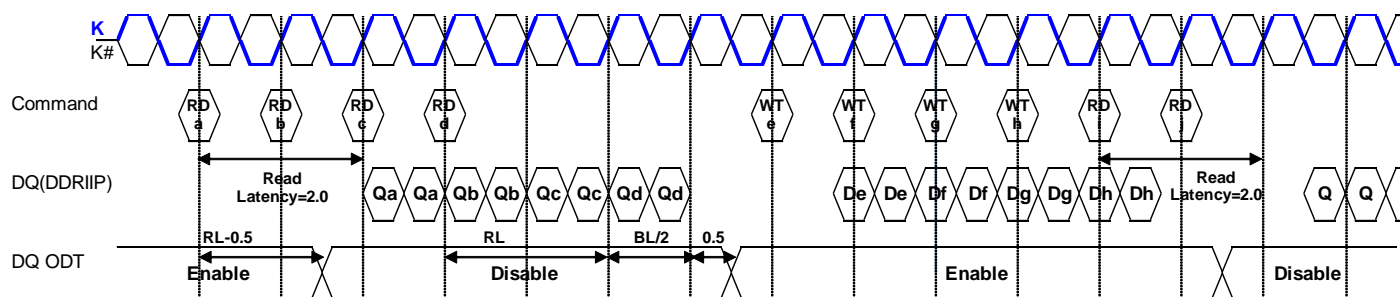 K
K#
Command
RD a RD b RD c RD d WT e WT f WT g WT h RD RD j
Read Latency=2.0
Read Latency=2.0
DQ(DDRIIP)
Qa Qa Qb Qb Qc Qc Qd Qd De De Df Df Dg Dg Dh Dh Q Q
RL-0.5 RL BL/2 0.5
DQ ODT
Enable Disable Enable Disable